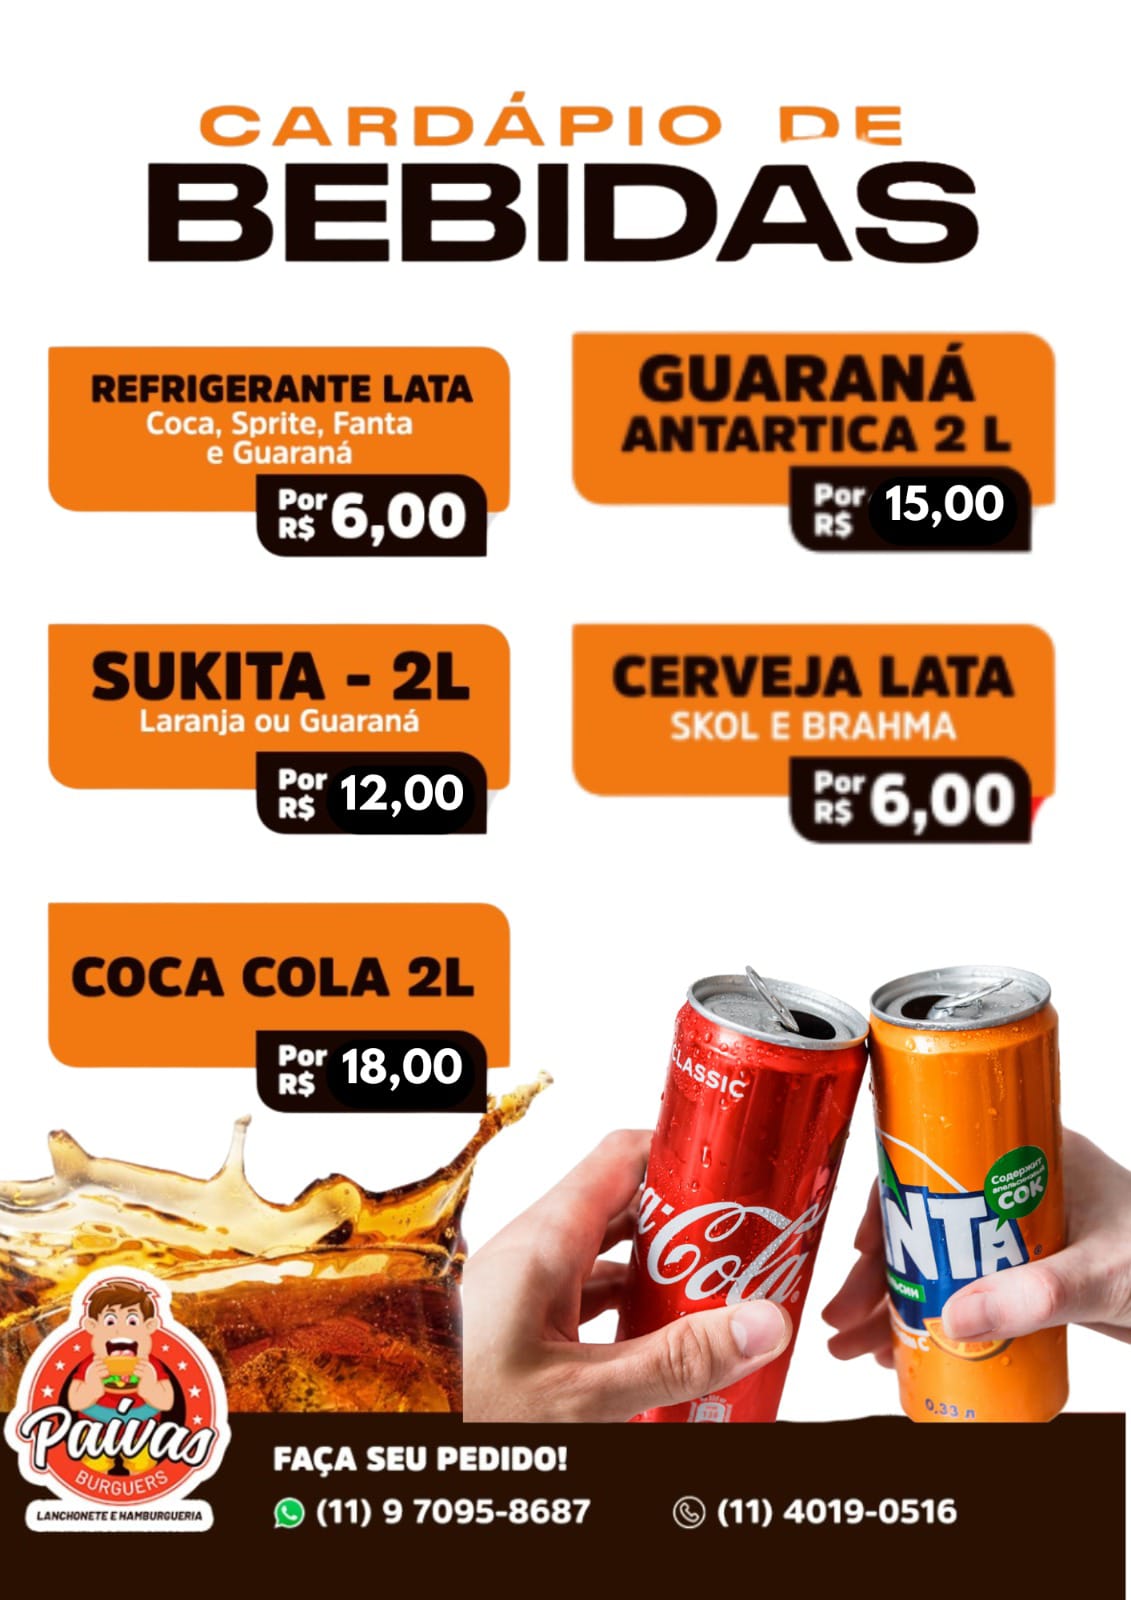 CARDÁPIO DE
BEBIDAS
REFRIGERANTE LATA
Coca, Sprite, Fanta
e Guaraná
Por
R$ 6,00
GUARANÁ
ANTARTICA 2 L
Por
R$ 15,00
SUKITA - 2L
Laranja ou Guaraná
Por
R$ 12,00
CERVEJA LATA
SKOL E BRAHMA
Por
R$ 6,00
COCA COLA 2L
Por
R$ 18,00
CLASSIC
Cola
Содержит
апельсиновый
СОК
0,33 л
Paivas
BURGUERS
LANCHONETE E HAMBURGUERIA
FAÇA SEU PEDIDO!
(11) 9 7095-8687
(11) 4019-0516